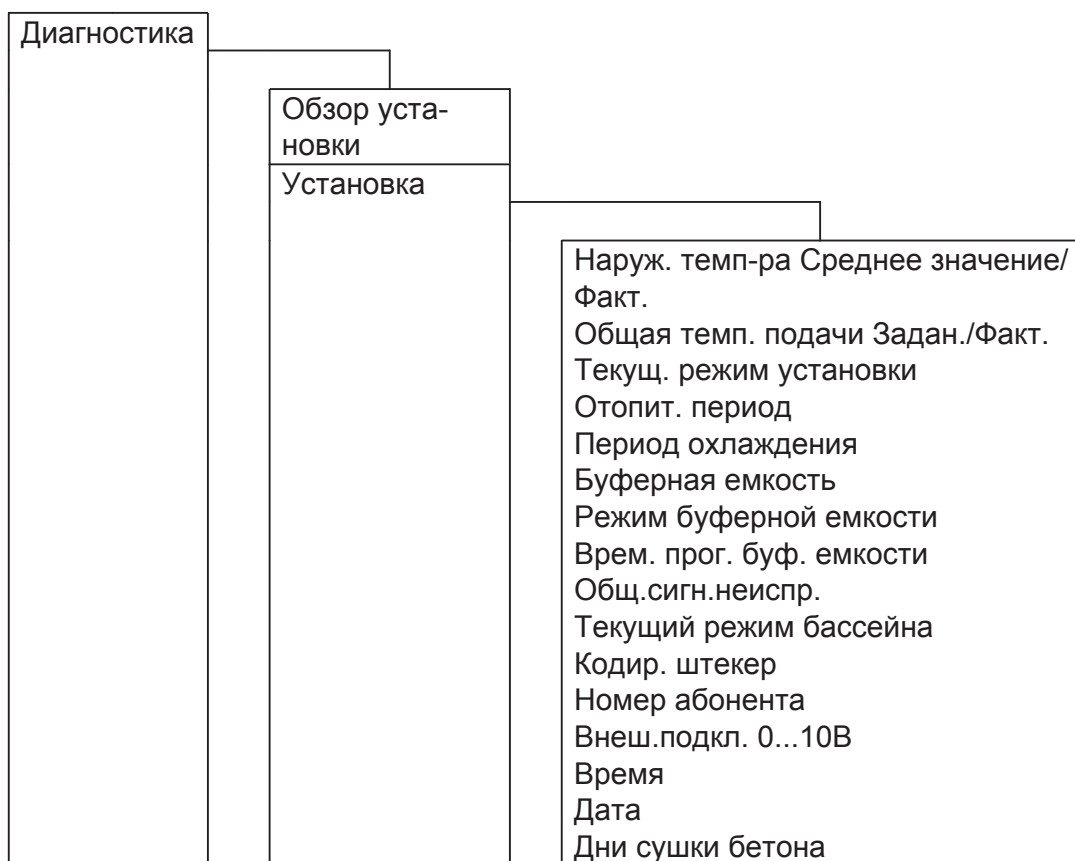 Диагностика
Обзор уста-
новки
Установка
Наруж. темп-ра Среднее значение/
Факт.
Общая темп. подачи Задан./Факт.
Текущ. режим установки
Отопит. период
Период охлаждения
Буферная емкость
Режим буферной емкости
Врем. прог. буф. емкости
Общ.сигн.неиспр.
Текущий режим бассейна
Кодир. штекер
Номер абонента
Внеш.подкл. 0...10В
Время
Дата
Дни сушки бетона